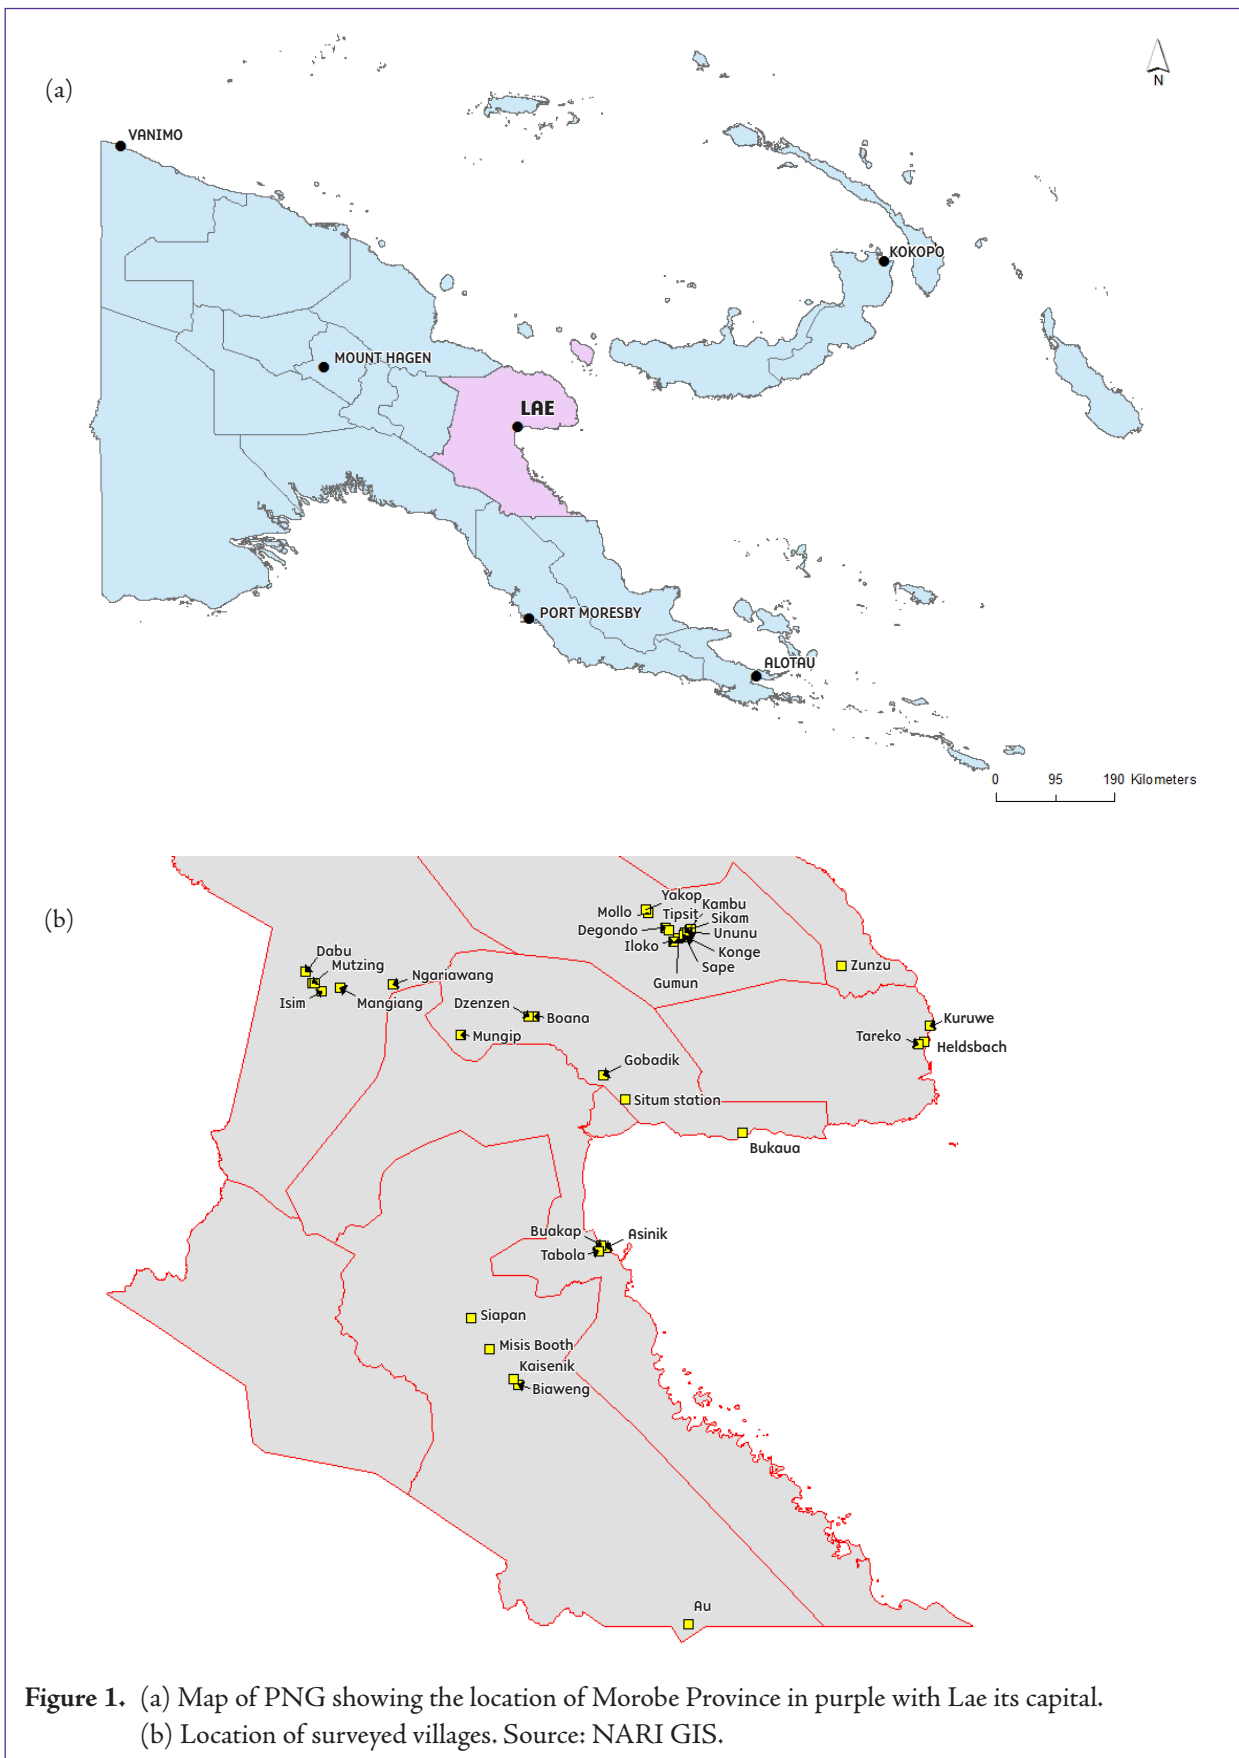 (a)
N
VANIMO
KOKOPO
MOUNT HAGEN
LAE
PORT MORESBY
ALOTAU
0 95 190 Kilometers
(b)
Yakop
Mollo
Tipsit
Kambu
Sikam
Degondo
Ununu
Iloko
Konge
Sape
Gumun
Zunzu
Dabu
Mutzing
Isim
Mangiang
Ngariawang
Dzenzen
Boana
Mungip
Kuruwe
Tareko
Heldsbach
Gobadik
Situm station
Bukaua
Buakap
Asinik
Tabola
Siapan
Misis Booth
Kaisenik
Biaweng
Au
Figure 1. (a) Map of PNG showing the location of Morobe Province in purple with Lae its capital.
(b) Location of surveyed villages. Source: NARI GIS.